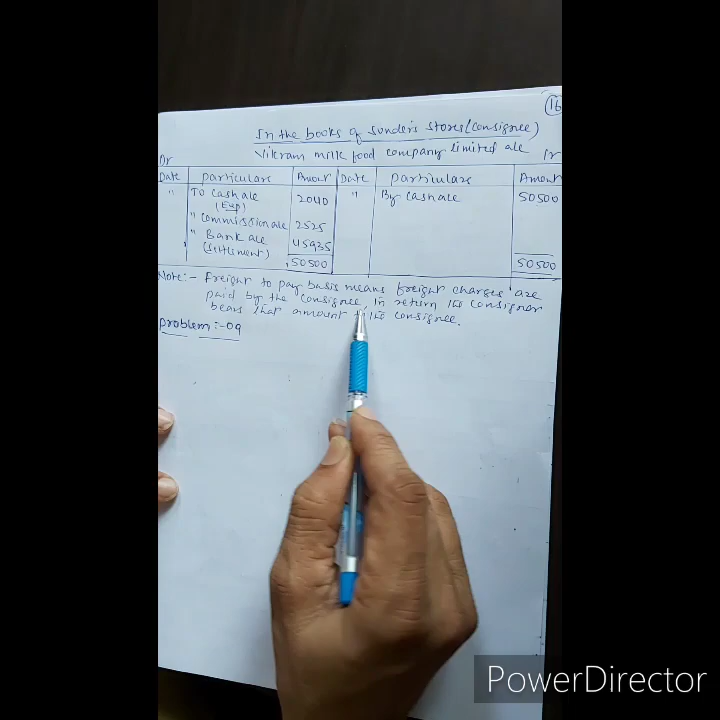 16
In the books of Sunders stores (consignee)
Vikram milk food company limited a/c
Dr
Date particulars Amount Date particulars Amount
" To cash a/c 2040 " By cash a/c 50500
(Exp)
" Commission a/c 2525
" Bank a/c 45935
(settlement)
50500 50500
Note:- Freight to pay basis means freight charges are
paid by the consignee, in return the consignor
bears that amount the consignee.
problem:-09
PowerDirector